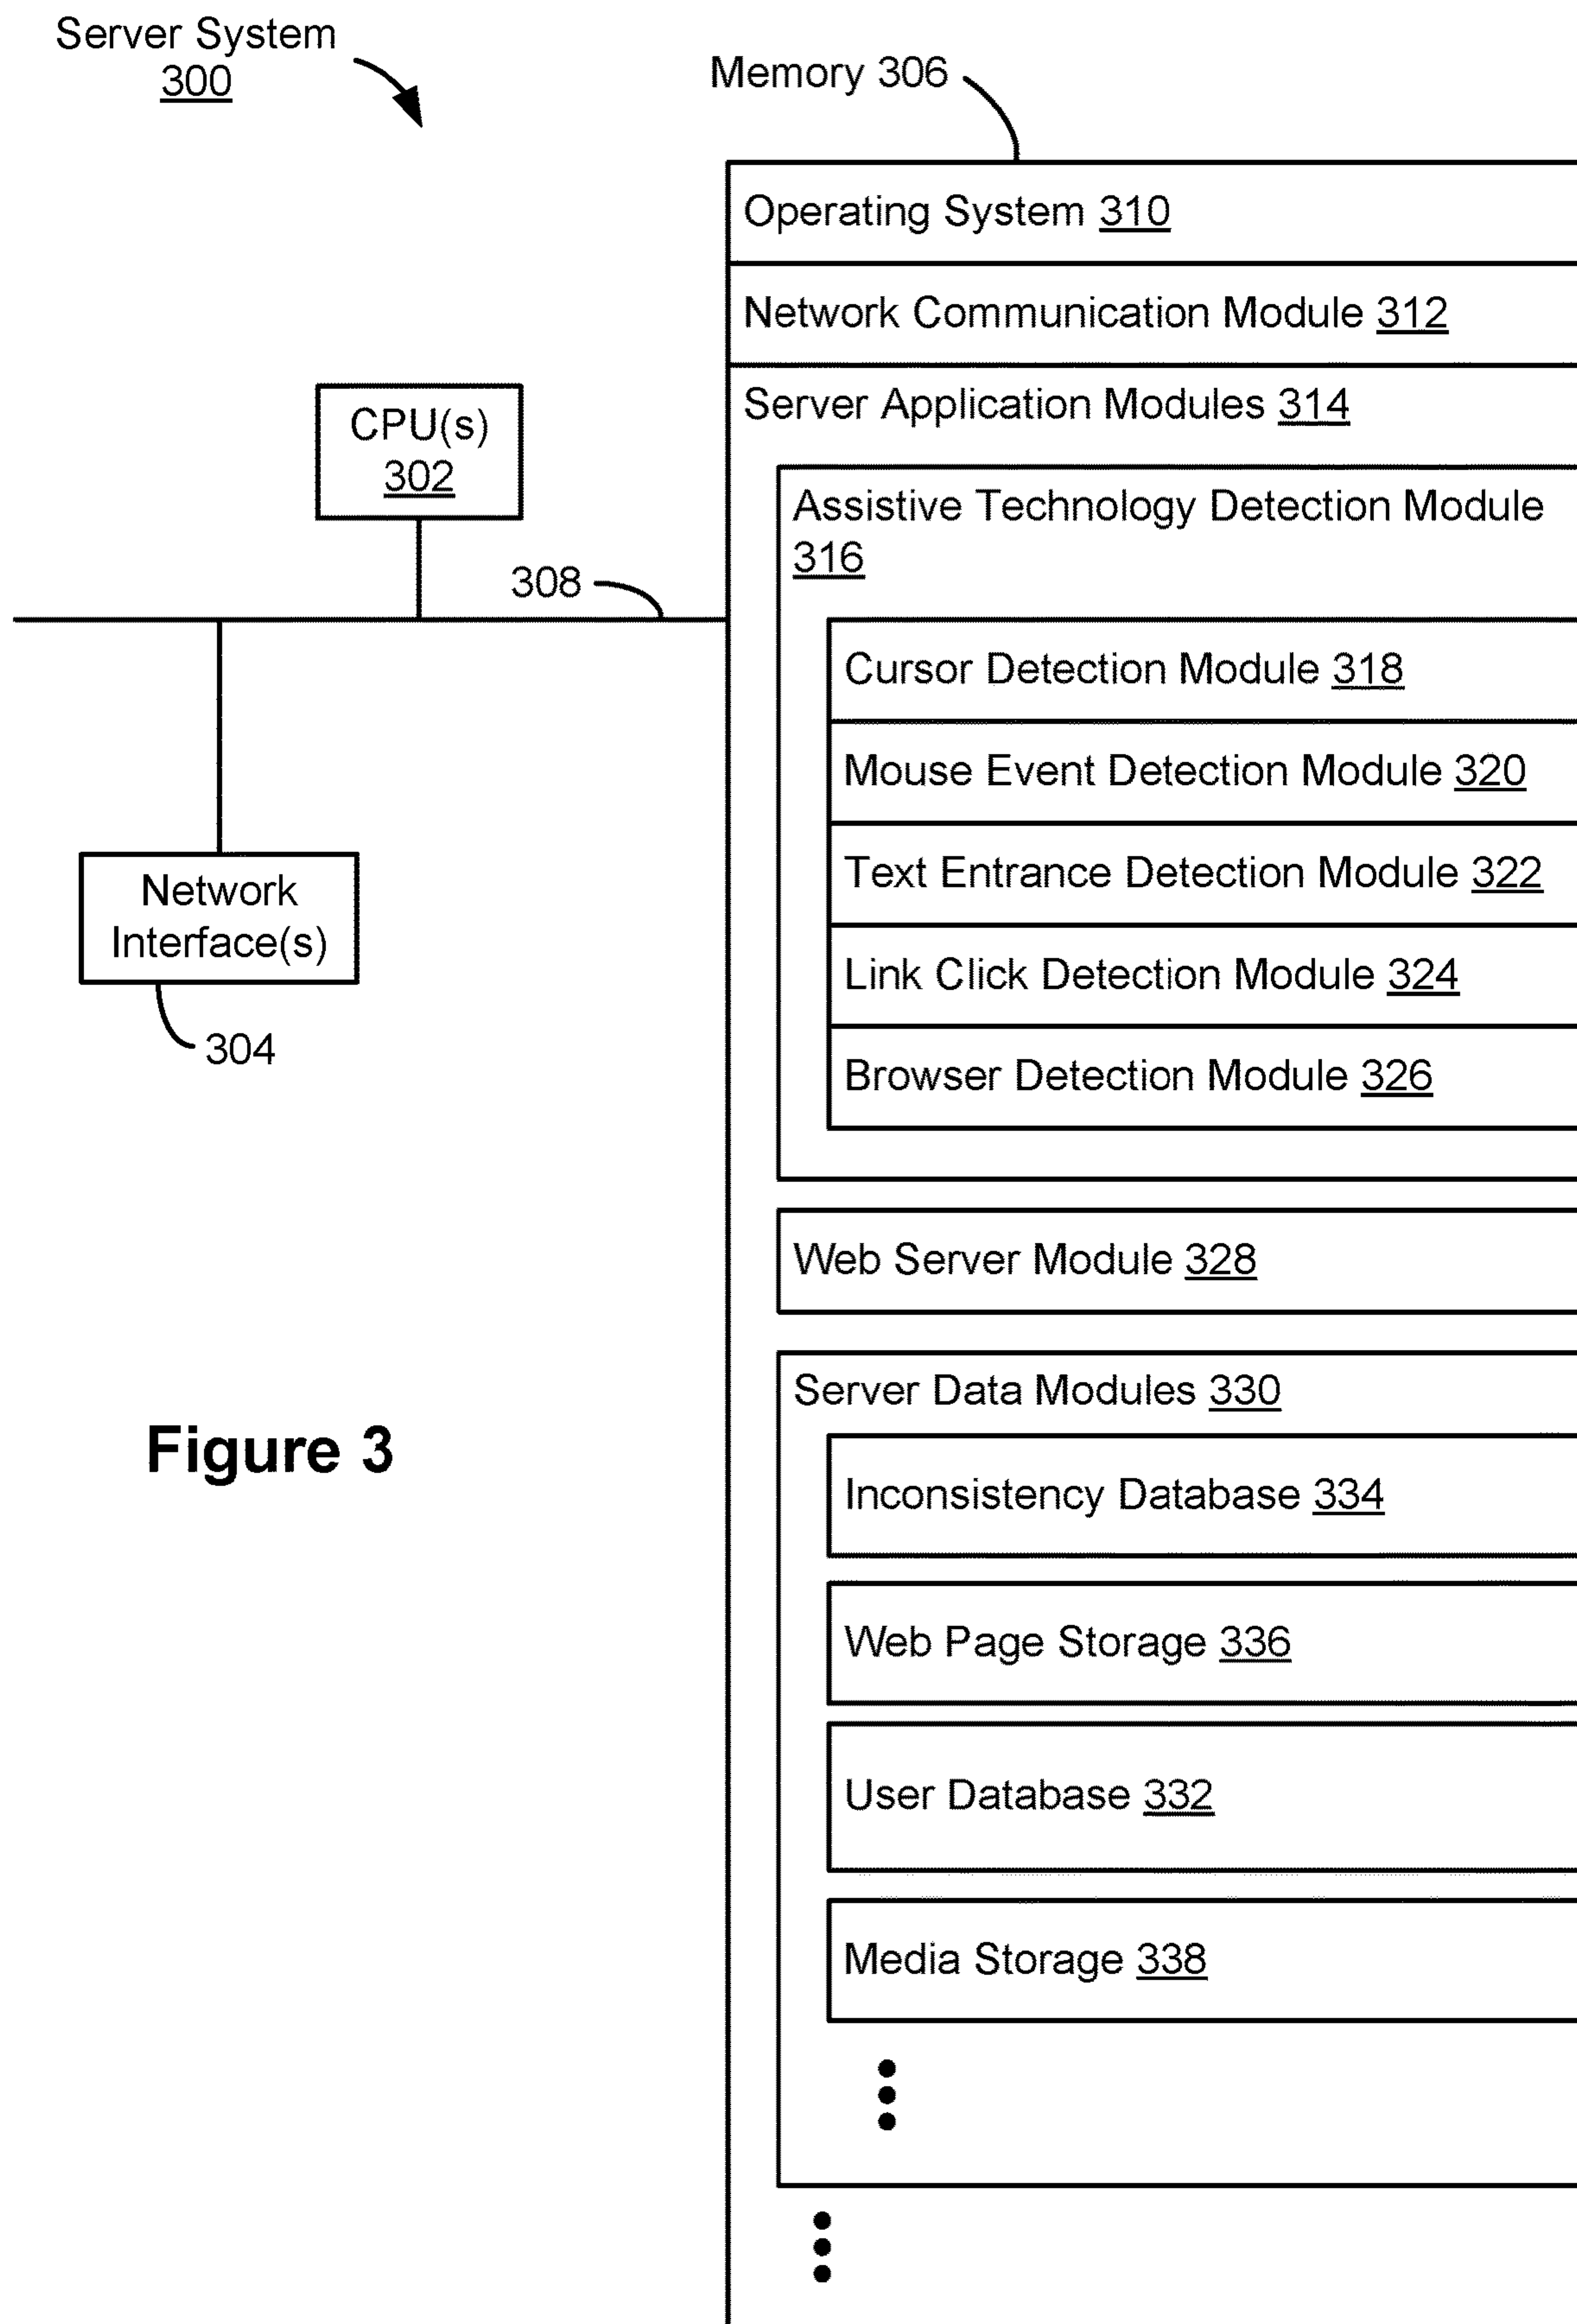 Server System
300
Memory 306
Operating System 310
Network Communication Module 312
Server Application Modules 314
CPU(s)
302
Assistive Technology Detection Module
316
308
Cursor Detection Module 318
Mouse Event Detection Module 320
Text Entrance Detection Module 322
Network
Interface(s)
Link Click Detection Module 324
304
Browser Detection Module 326
Web Server Module 328
Server Data Modules 330
Figure 3
Inconsistency Database 334
Web Page Storage 336
User Database 332
Media Storage 338